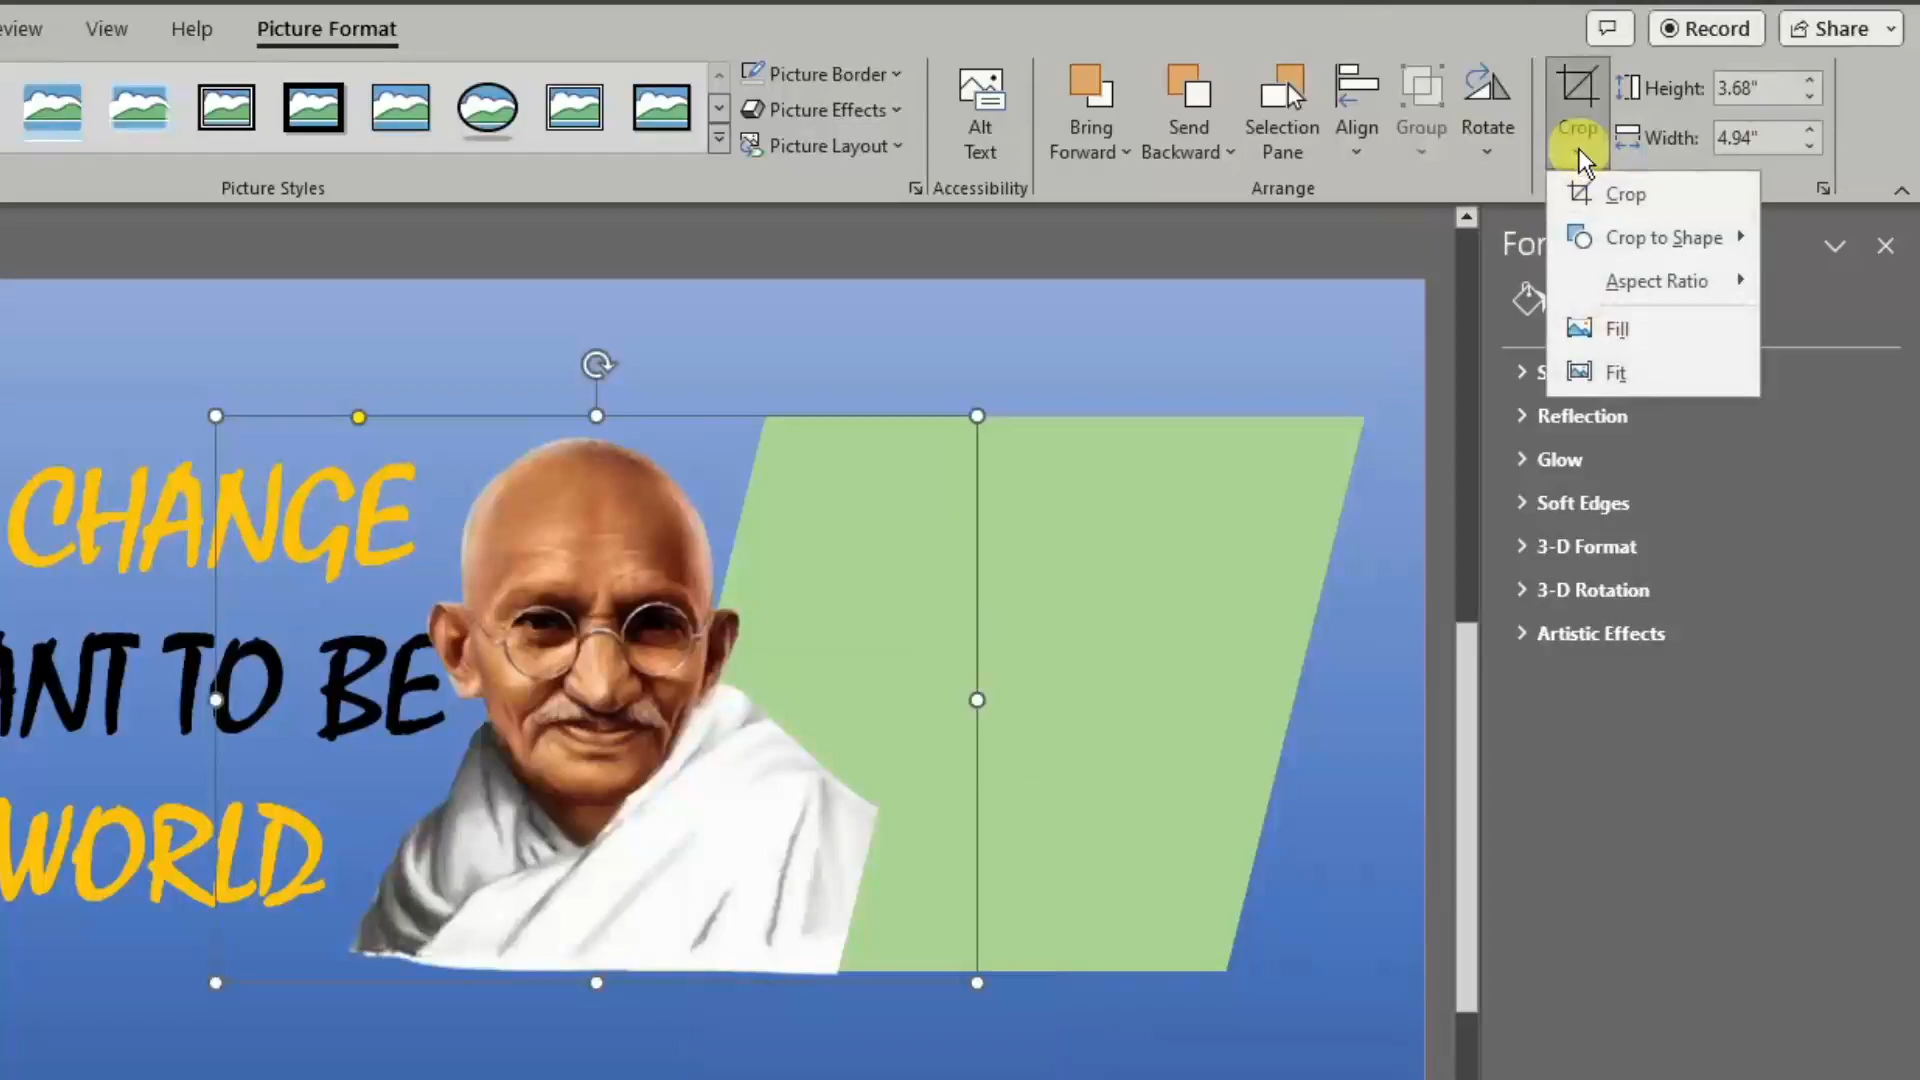 eview View Help Picture Format
Record Share
Picture Border
Picture Effects
Picture Layout
Alt Text
Bring Forward
Send Backward
Selection Pane
Align
Group
Rotate
Crop
Height: 3.68"
Width: 4.94"
Picture Styles
Accessibility
Arrange
Crop
Crop to Shape
Aspect Ratio
Fill
Fit
For
S
Reflection
Glow
Soft Edges
3-D Format
3-D Rotation
Artistic Effects
CHANGE
ANT TO BE
WORLD